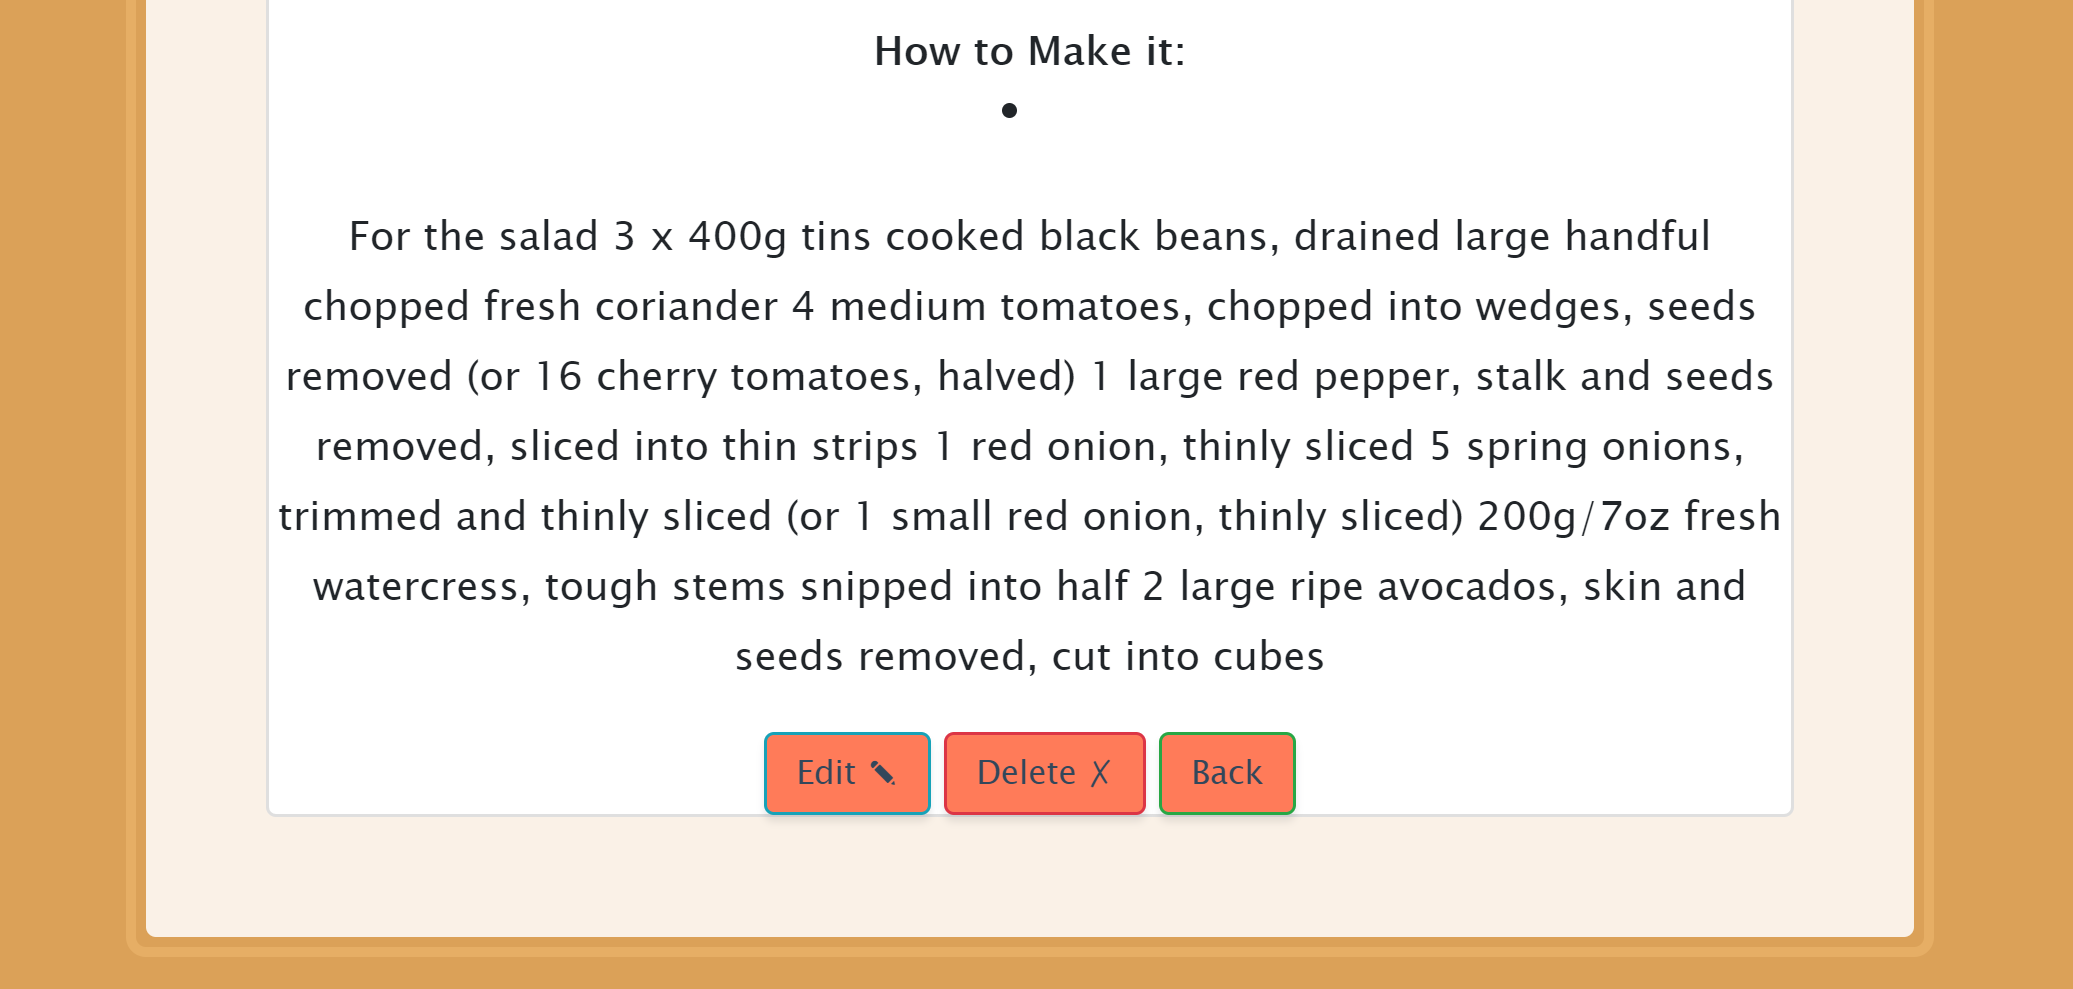 How to Make it:
•
For the salad 3 x 400g tins cooked black beans, drained large handful
chopped fresh coriander 4 medium tomatoes, chopped into wedges, seeds
removed (or 16 cherry tomatoes, halved) 1 large red pepper, stalk and seeds
removed, sliced into thin strips 1 red onion, thinly sliced 5 spring onions,
trimmed and thinly sliced (or 1 small red onion, thinly sliced) 200g/7oz fresh
watercress, tough stems snipped into half 2 large ripe avocados, skin and
seeds removed, cut into cubes
Edit ✎ Delete ╳ Back